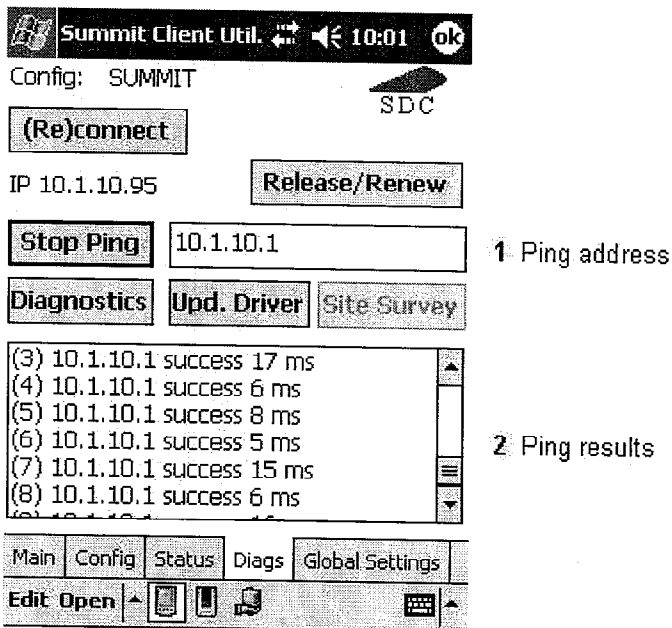 Summit Client Util. 10:01 ok
Config: SUMMIT
SDC
(Re)connect
IP 10.1.10.95 Release/Renew
Stop Ping 10.1.10.1
1 Ping address
Diagnostics Upd. Driver Site Survey
(3) 10.1.10.1 success 17 ms
(4) 10.1.10.1 success 6 ms
(5) 10.1.10.1 success 8 ms
(6) 10.1.10.1 success 5 ms
(7) 10.1.10.1 success 15 ms
(8) 10.1.10.1 success 6 ms
2 Ping results
Main Config Status Diags Global Settings
Edit Open